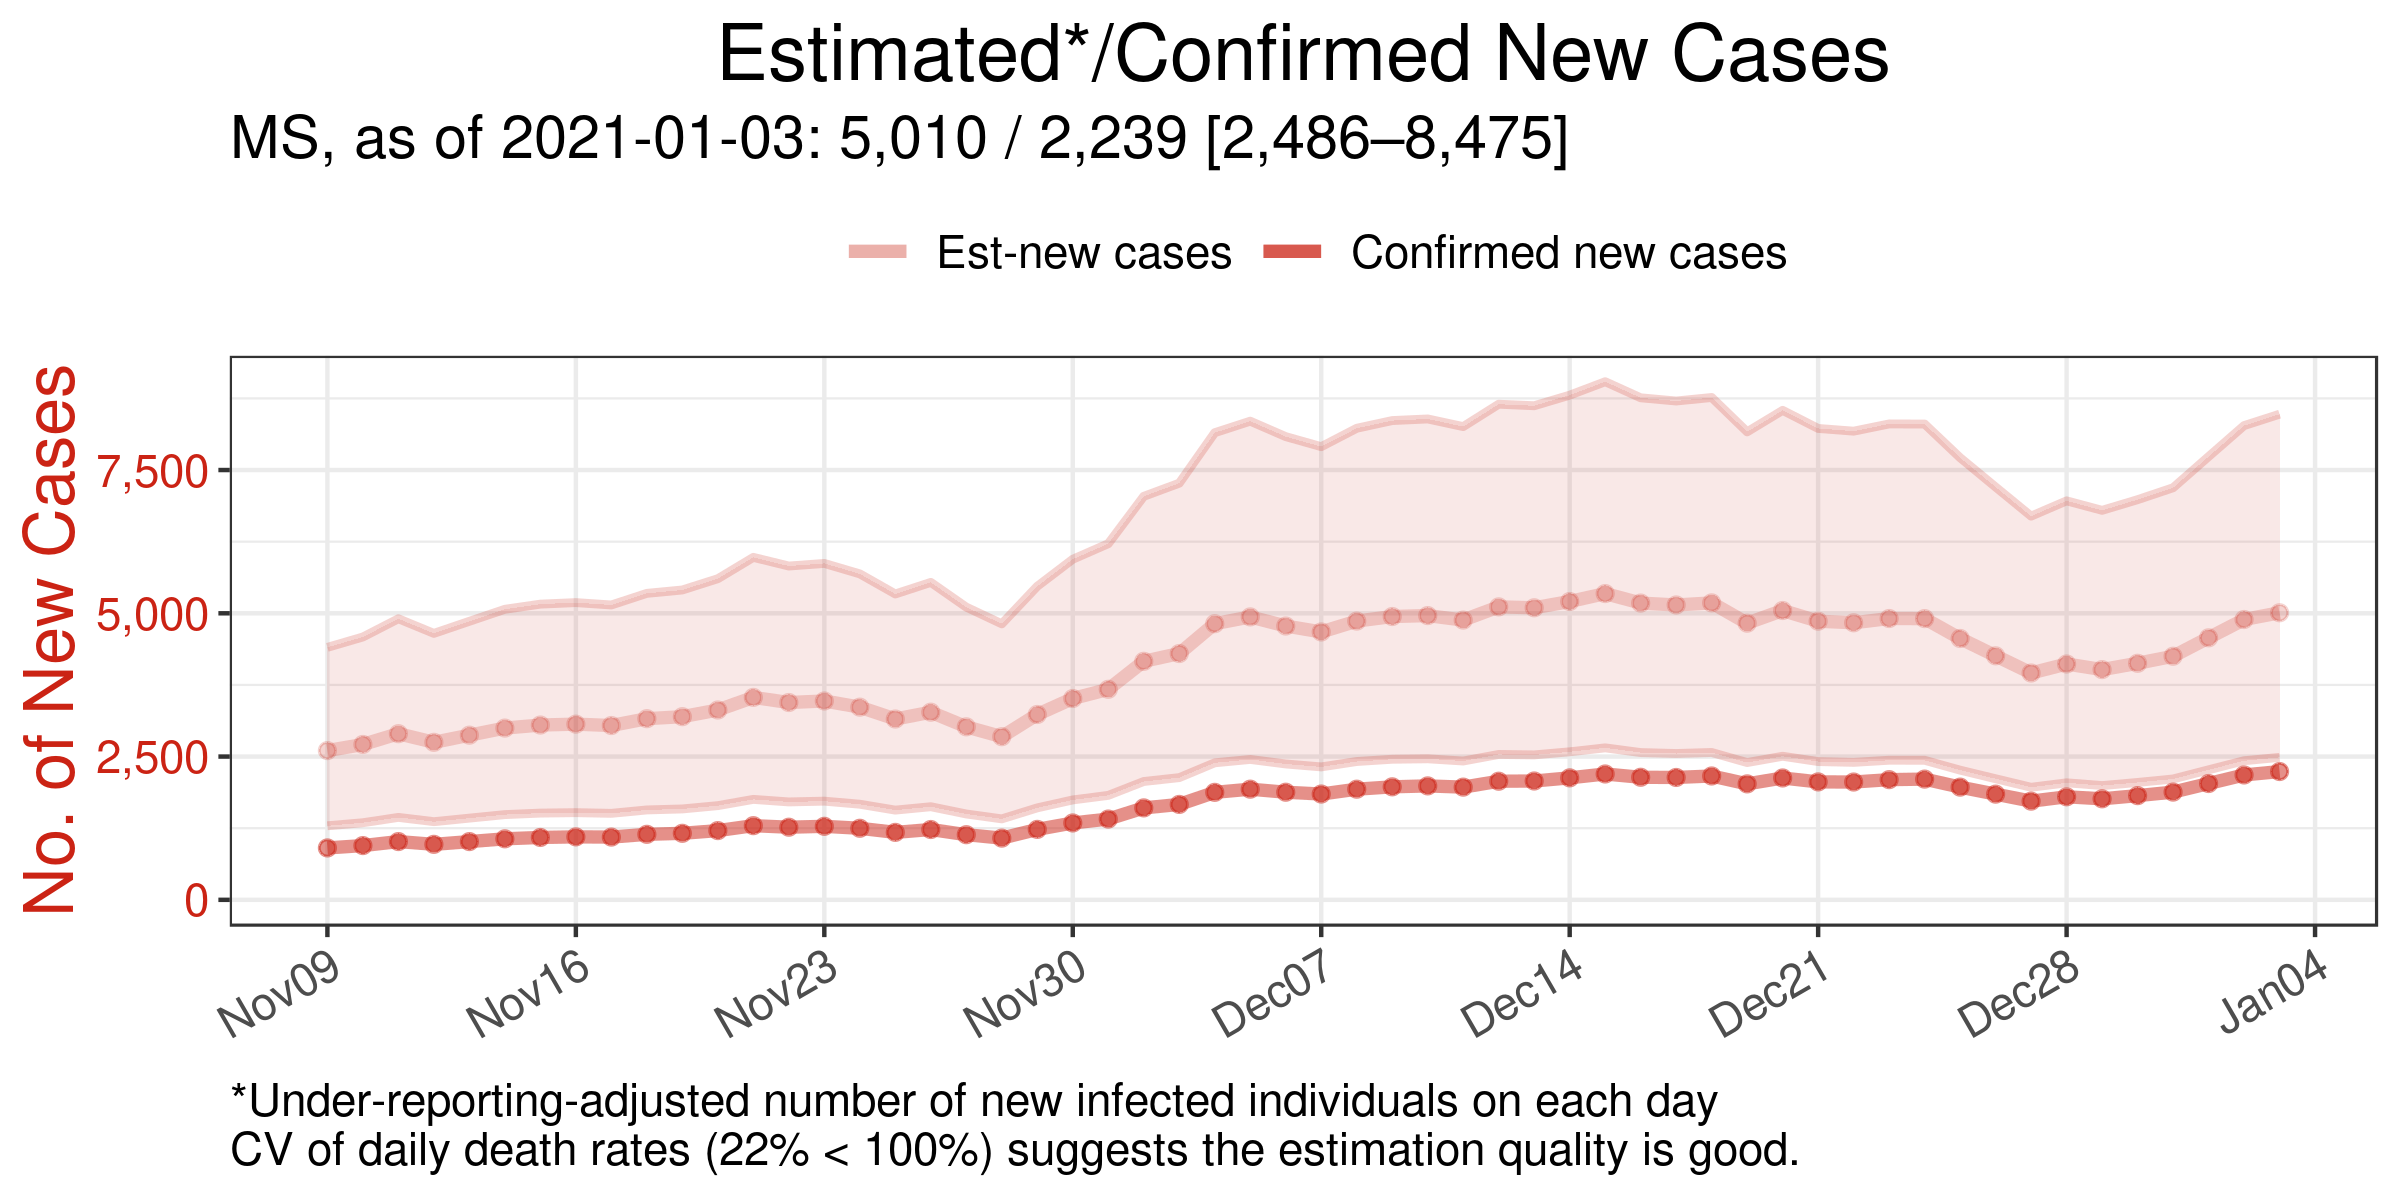 Estimated*/Confirmed New Cases
MS, as of 2021-01-03: 5,010 / 2,239 [2,486–8,475]
Est-new cases
Confirmed new cases
No. of New Cases
7,500
5,000
2,500
0
Nov09
Nov16
Nov23
Nov30
Dec07
Dec14
Dec21
Dec28
Jan04
*Under-reporting-adjusted number of new infected individuals on each day
CV of daily death rates (22% < 100%) suggests the estimation quality is good.